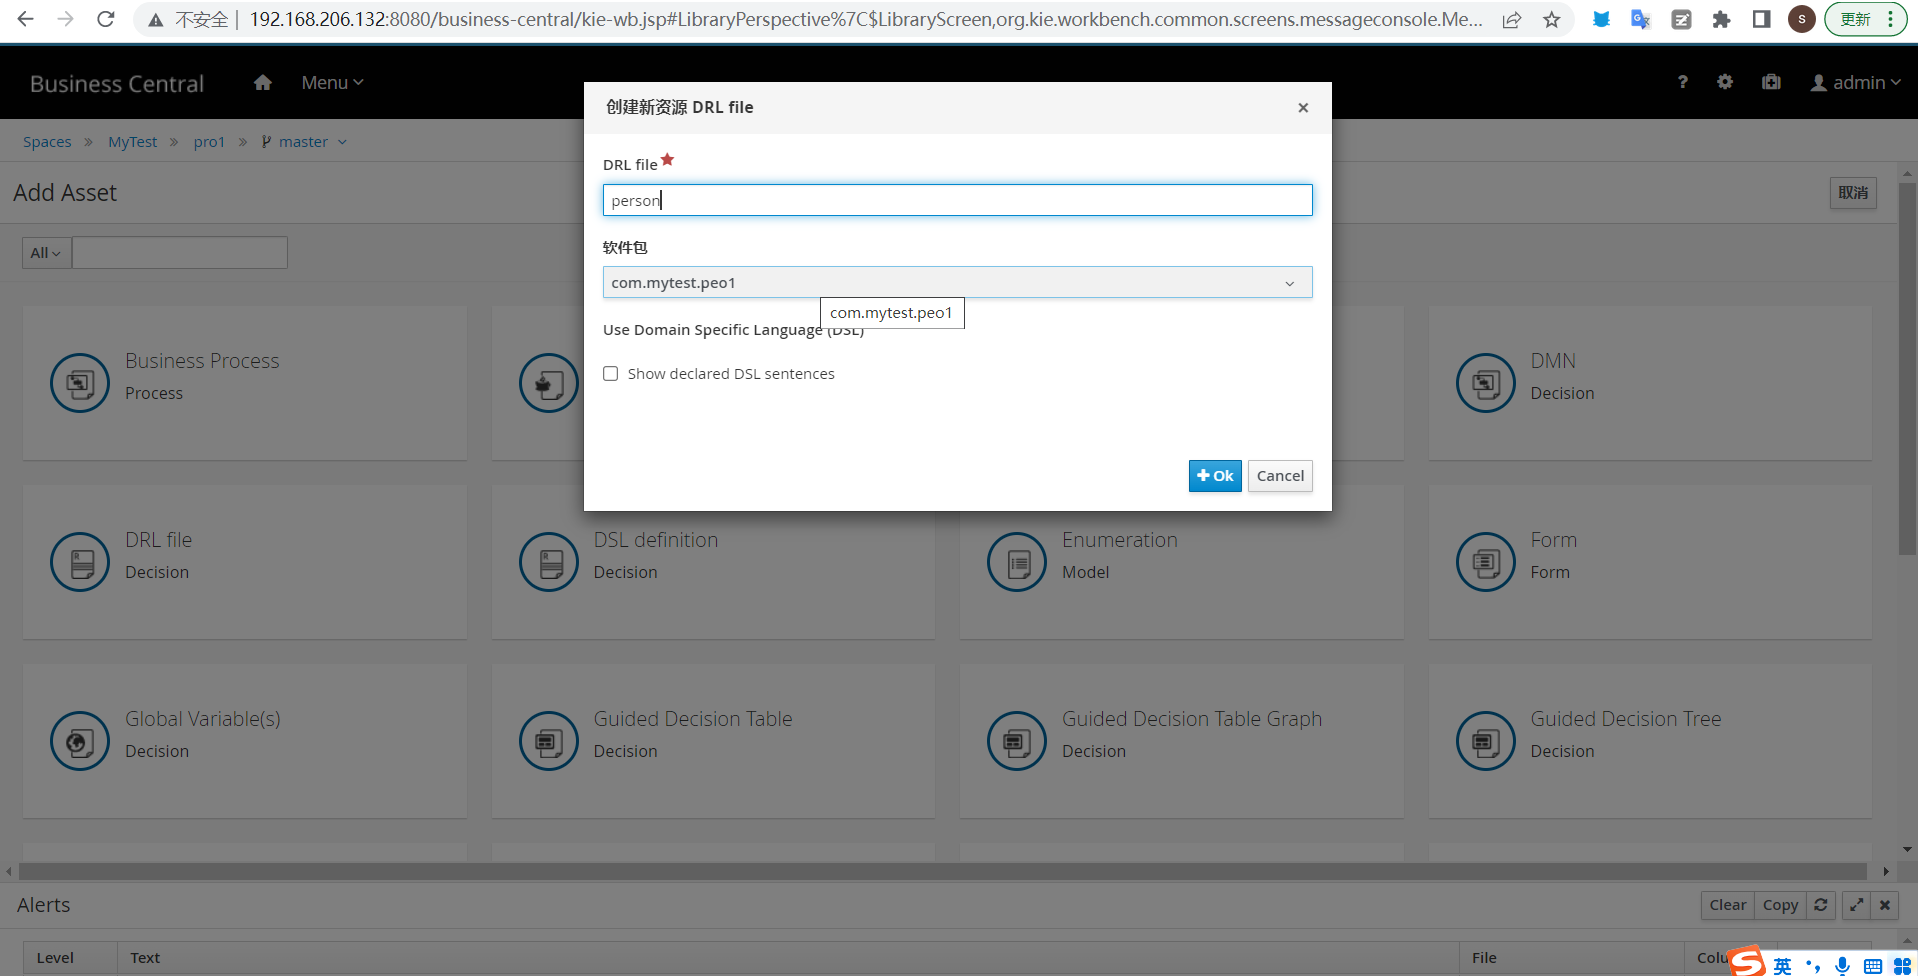 不安全 192.168.206.132:8080/business-central/kie-wb.jsp#LibraryPerspective%7C$LibraryScreen,org.kie.workbench.common.screens.messageconsole.Me...
S
更新
Business Central
Menu
?
admin
Spaces » MyTest » pro1 » master
Add Asset
取消
All
创建新资源 DRL file
×
DRL file
person
软件包
com.mytest.peo1
com.mytest.peo1
Use Domain Specific Language (DSL)
Show declared DSL sentences
Ok
Cancel
Business Process
Process
DMN
Decision
DRL file
Decision
DSL definition
Decision
Enumeration
Model
Form
Form
Global Variable(s)
Decision
Guided Decision Table
Decision
Guided Decision Table Graph
Decision
Guided Decision Tree
Decision
Alerts
Clear
Copy
Level
Text
File
Colu
S
英